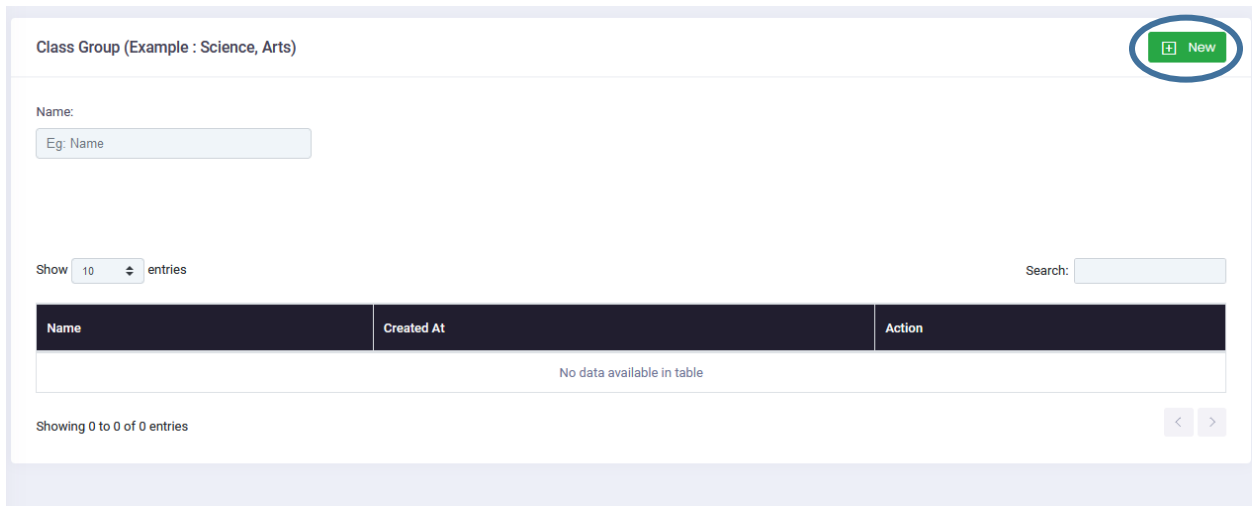 Class Group (Example : Science, Arts)
New
Name:
Eg: Name
Show 10 entries
Search:
Name Created At Action
No data available in table
Showing 0 to 0 of 0 entries